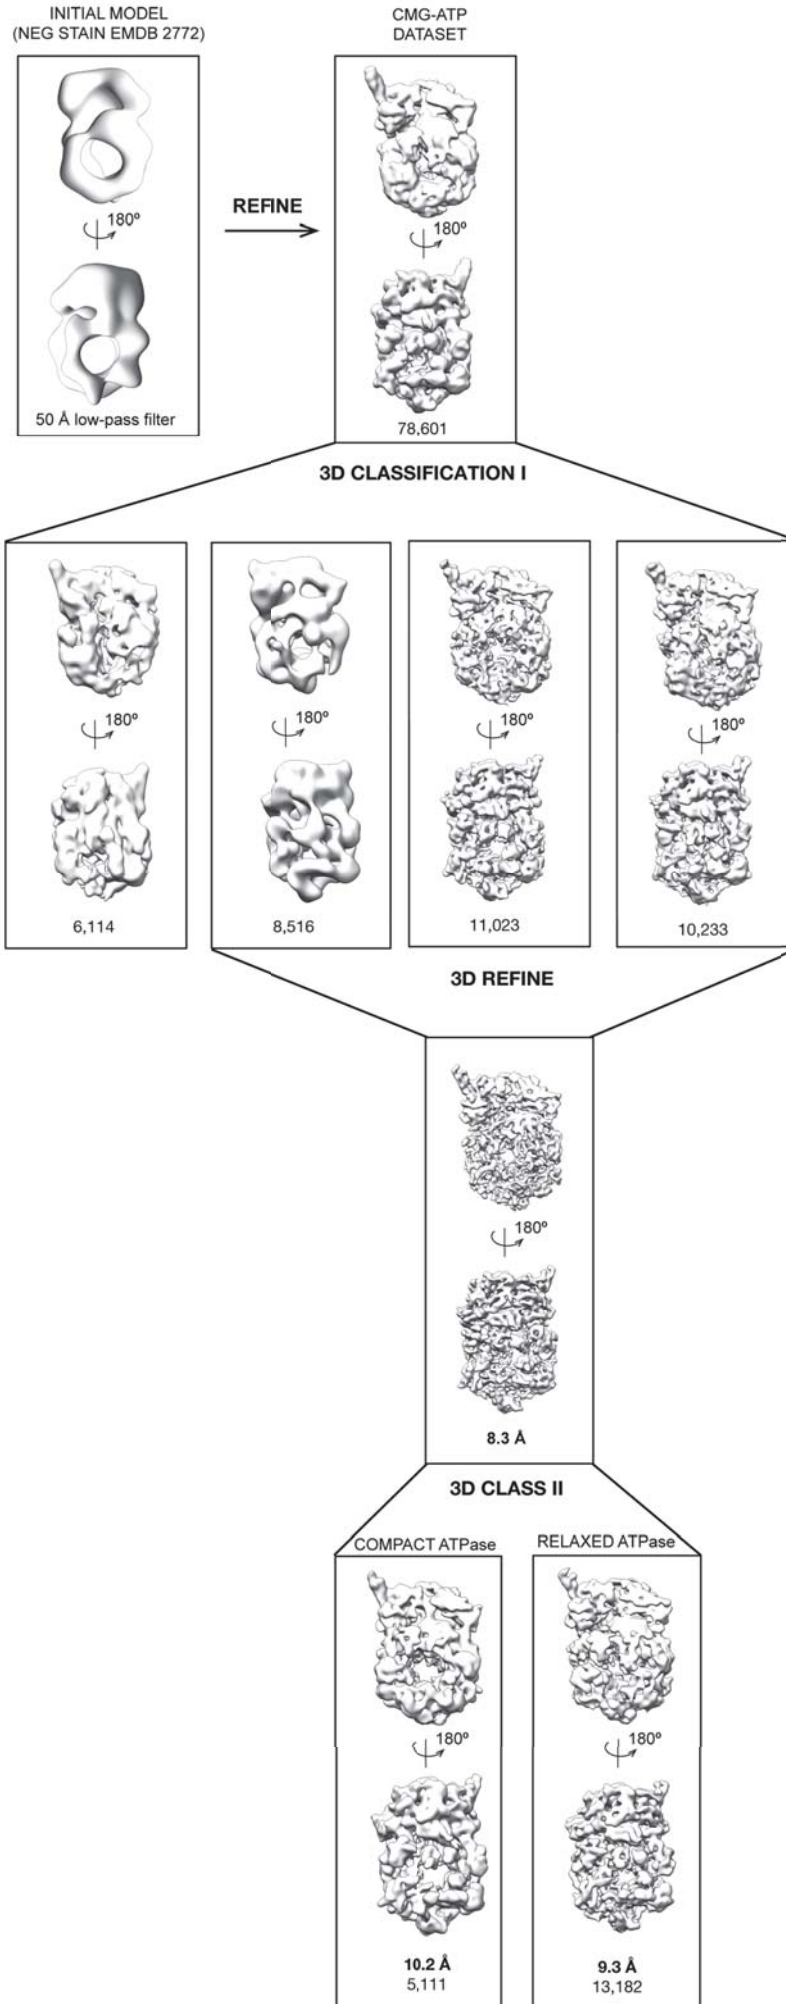 INITIAL MODEL
(NEG STAIN EMDB 2772)
CMG-ATP
DATASET
180º
REFINE
180º
50 Å low-pass filter
78,601
3D CLASSIFICATION I
180º
180º
180º
180º
6,114
8,516
11,023
10,233
3D REFINE
180º
8.3 Å
3D CLASS II
COMPACT ATPase
RELAXED ATPase
180º
180º
10.2 Å
5,111
9.3 Å
13,182